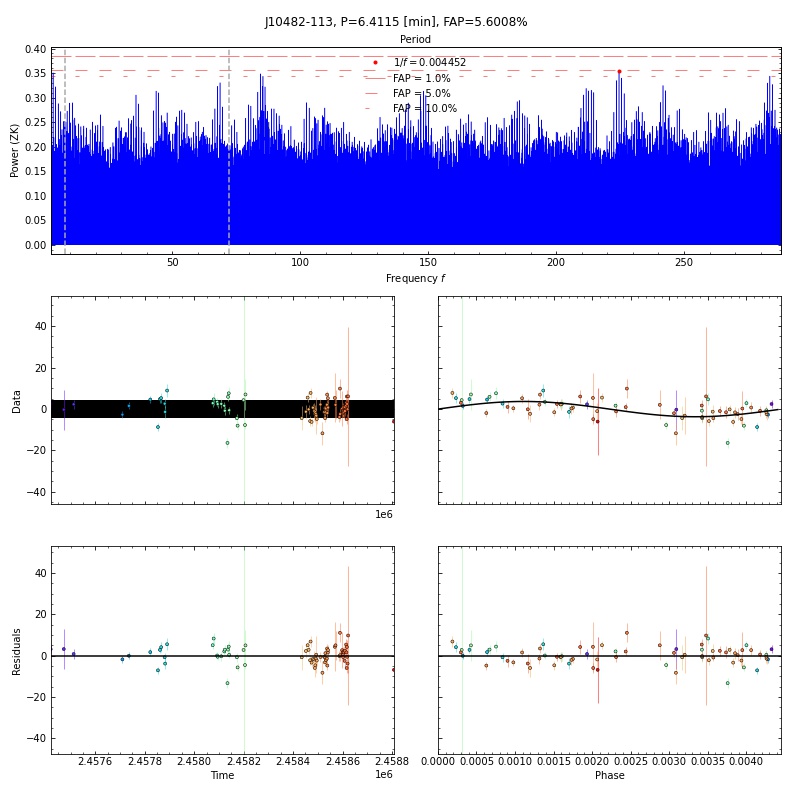 J10482-113, P=6.4115 [min], FAP=5.6008%
Period
0.40
0.35
0.30
0.25
0.20
0.15
0.10
0.05
0.00
Power (ZK)
1/f = 0.004452
FAP = 1.0%
FAP = 5.0%
FAP = 10.0%
50
100
150
200
250
Frequency f
40
20
0
−20
−40
Data
1e6
40
20
0
−20
−40
Residuals
2.4576
2.4578
2.4580
2.4582
2.4584
2.4586
2.4588
1e6
Time
0.0000
0.0005
0.0010
0.0015
0.0020
0.0025
0.0030
0.0035
0.0040
Phase